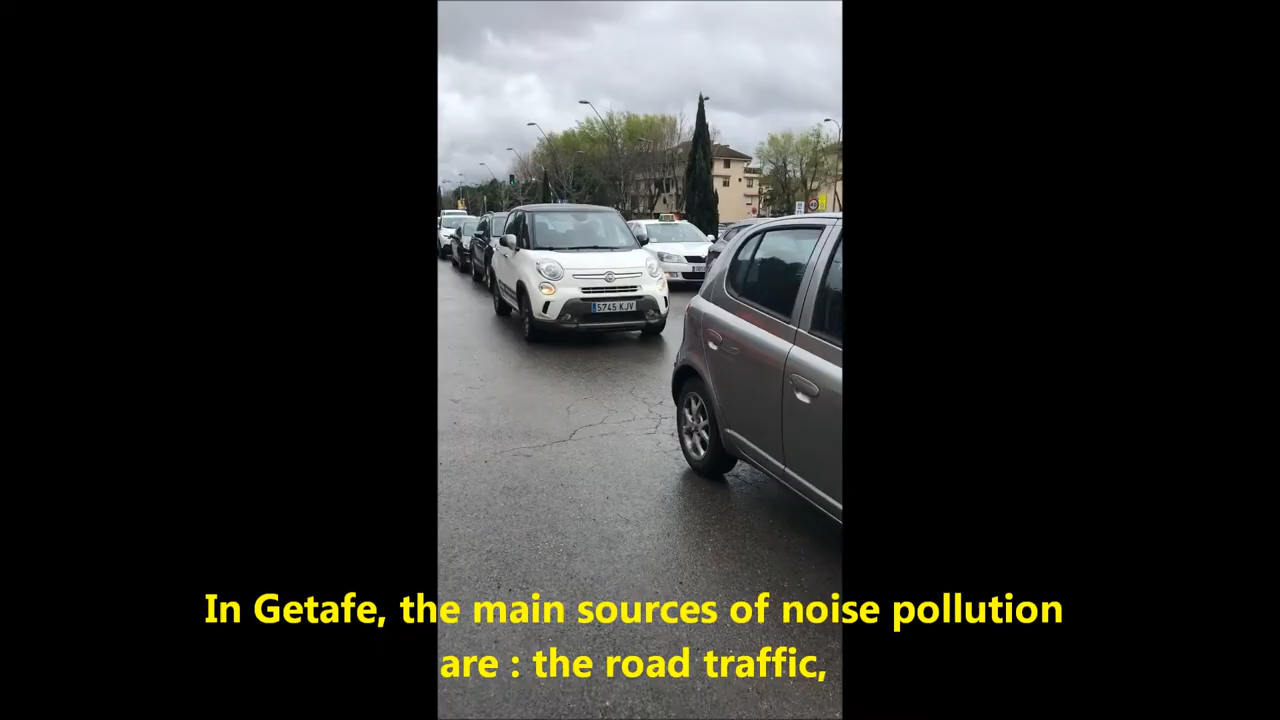 5745 KJV
In Getafe, the main sources of noise pollution
are : the road traffic,